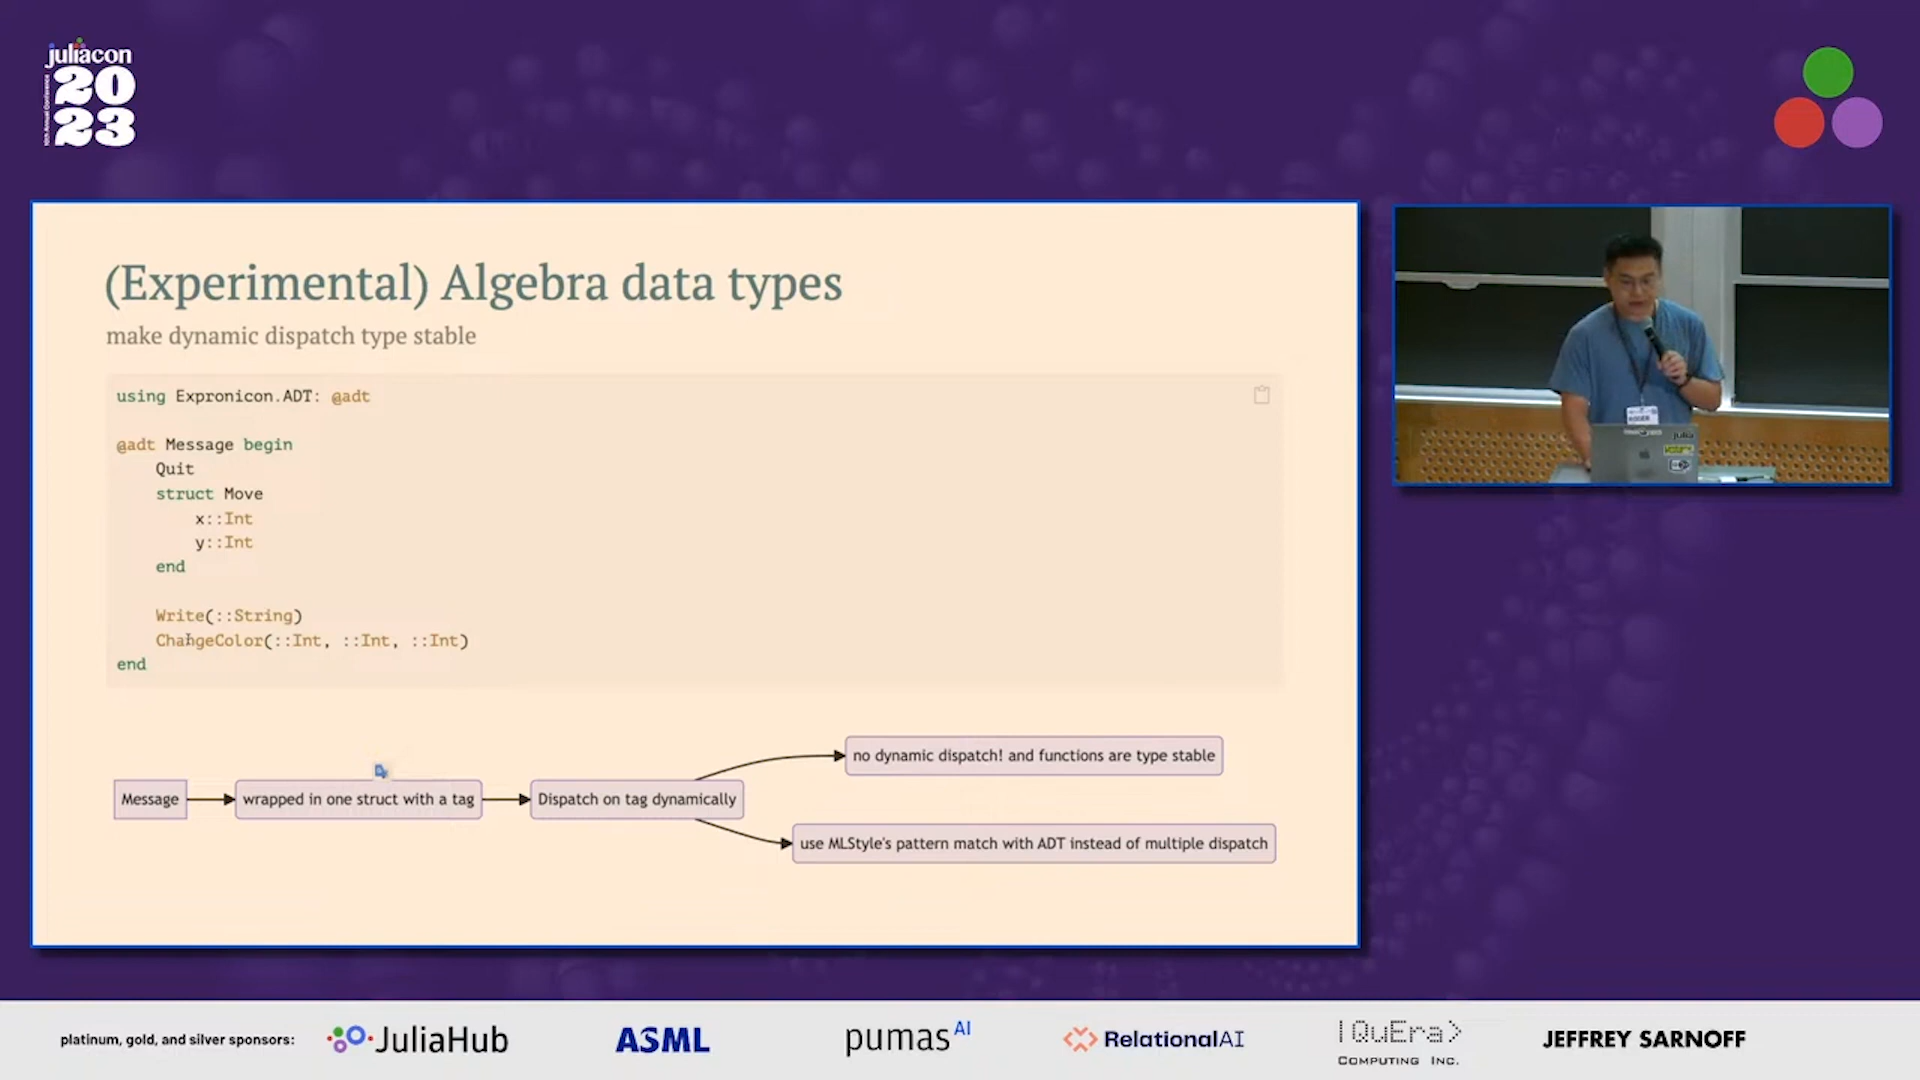 juliacon
20
23
(Experimental) Algebra data types
make dynamic dispatch type stable
using Expronicon.ADT: @adt
@adt Message begin
Quit
struct Move
x::Int
y::Int
end
Write(::String)
ChangeColor(::Int, ::Int, ::Int)
end
no dynamic dispatch! and functions are type stable
Message
wrapped in one struct with a tag
Dispatch on tag dynamically
use MLStyle's pattern match with ADT instead of multiple dispatch
julia
platinum, gold, and silver sponsors:
JuliaHub
ASML
pumas AI
RelationalAI
|QuEra>
COMPUTING INC.
JEFFREY SARNOFF